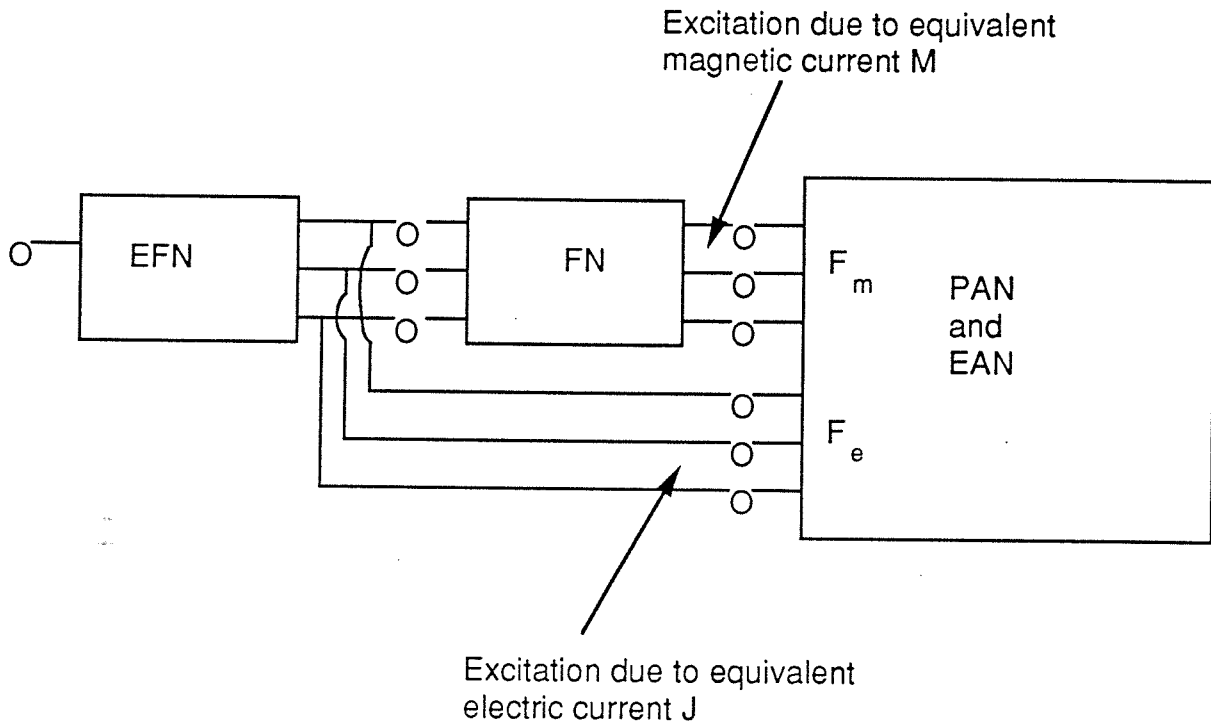 Excitation due to equivalent
magnetic current M
EFN
FN
F m
PAN
and
EAN
F e
Excitation due to equivalent
electric current J